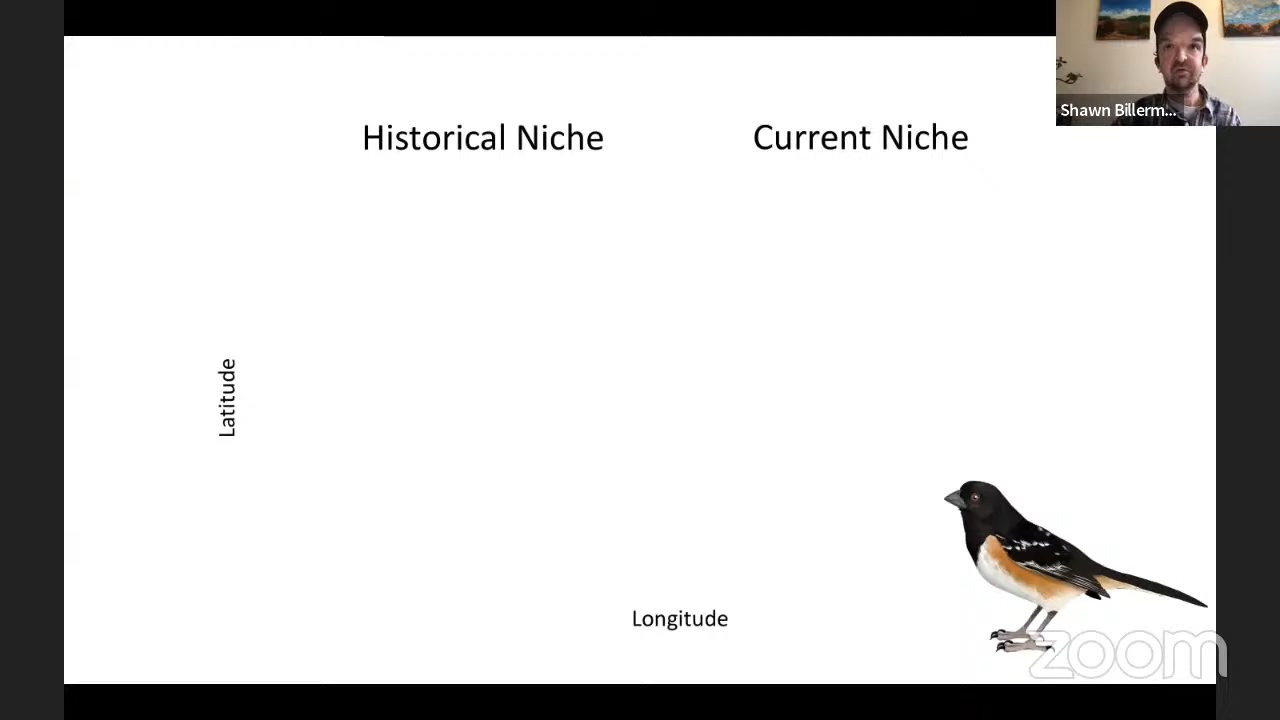 Shawn Billerm...
Historical Niche
Current Niche
Latitude
Longitude
zoom